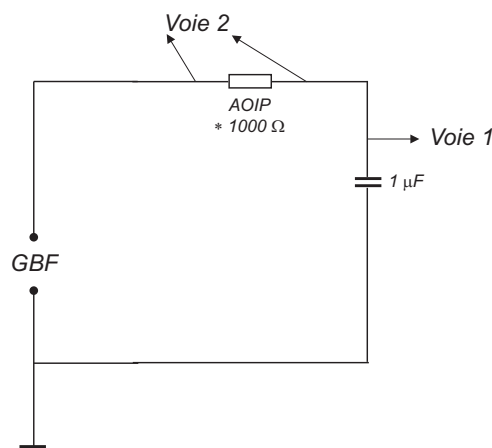 Voie 2
AOIP
* 1000 Ω
Voie 1
1 μF
GBF